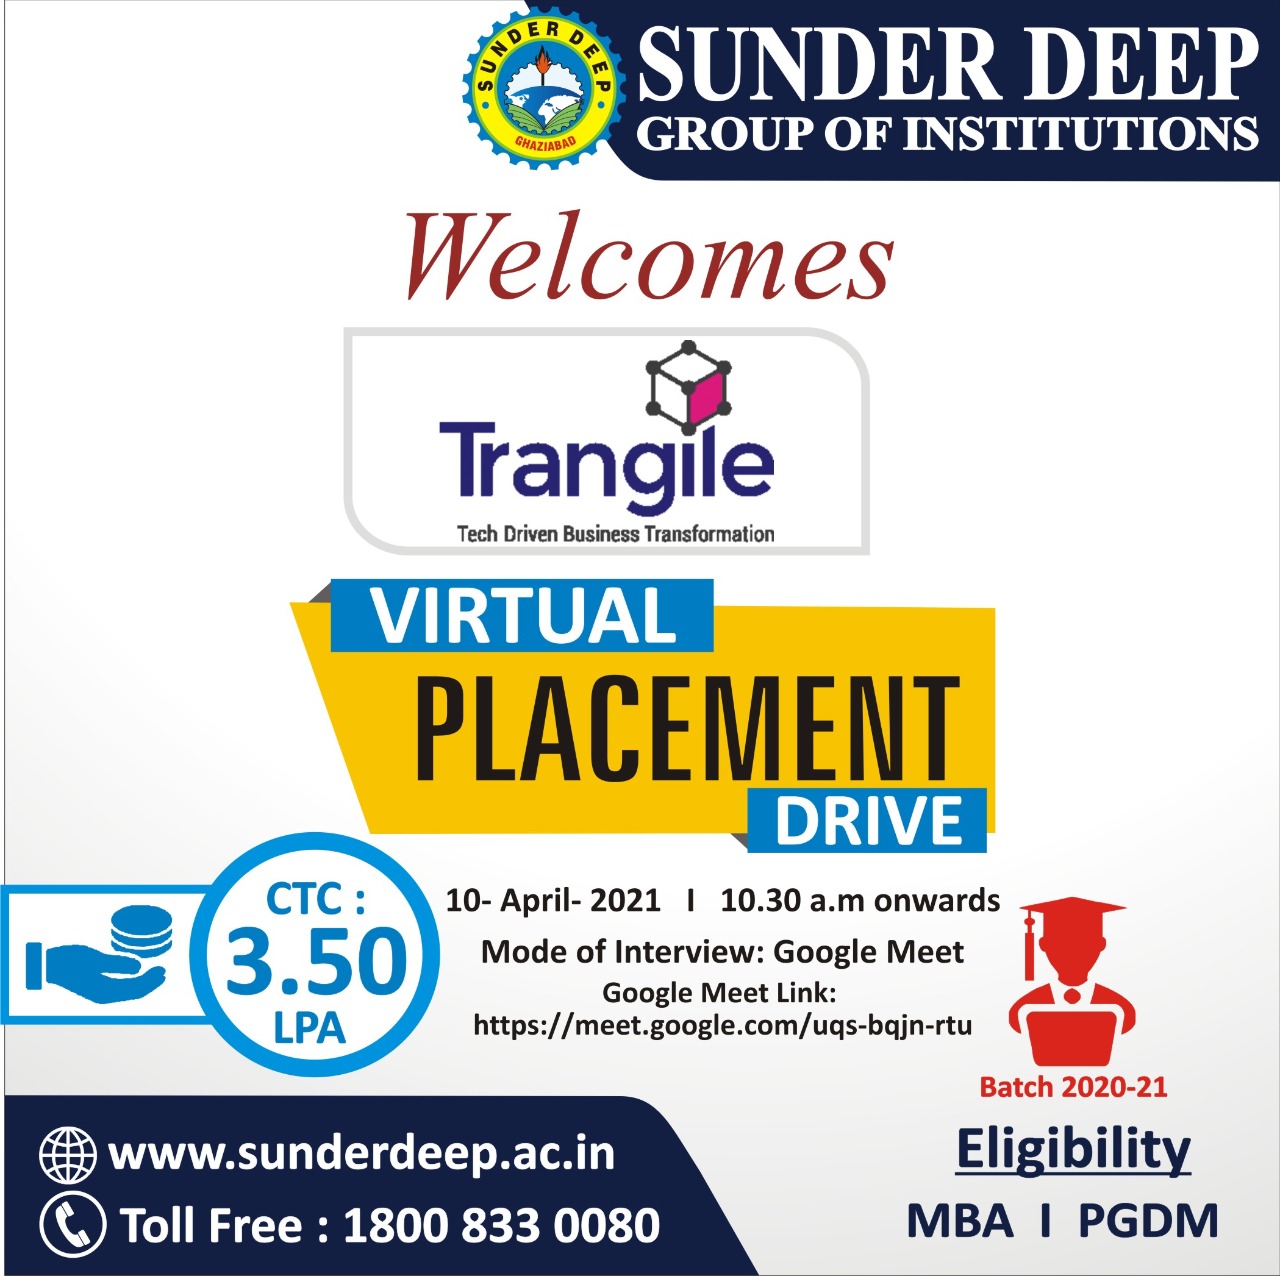 SUNDER DEEP
GHAZIABAD
SUNDER DEEP
GROUP OF INSTITUTIONS
Welcomes
Trangile
Tech Driven Business Transformation
VIRTUAL
PLACEMENT
DRIVE
CTC :
3.50
LPA
10- April- 2021 I 10.30 a.m onwards
Mode of Interview: Google Meet
Google Meet Link:
https://meet.google.com/uqs-bqjn-rtu
Batch 2020-21
Eligibility
MBA I PGDM
www.sunderdeep.ac.in
Toll Free : 1800 833 0080